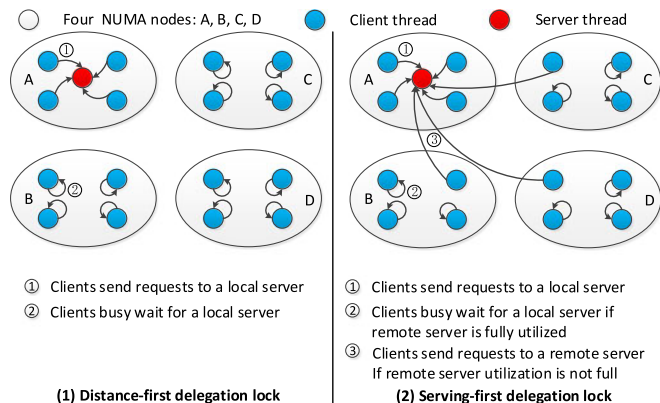 Four NUMA nodes: A, B, C, D
Client thread
Server thread
①
A
C
②
B
D
① Clients send requests to a local server
② Clients busy wait for a local server
(1) Distance-first delegation lock
①
A
C
③
②
B
D
① Clients send requests to a local server
② Clients busy wait for a local server if
remote server is fully utilized
③ Clients send requests to a remote server
If remote server utilization is not full
(2) Serving-first delegation lock